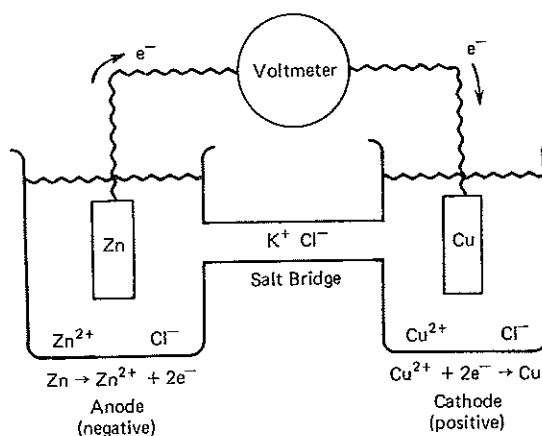 e⁻
Voltmeter
e⁻
Zn
K⁺ Cl⁻
Cu
Salt Bridge
Zn²⁺ Cl⁻
Cu²⁺ Cl⁻
Zn → Zn²⁺ + 2e⁻
Cu²⁺ + 2e⁻ → Cu
Anode
(negative)
Cathode
(positive)